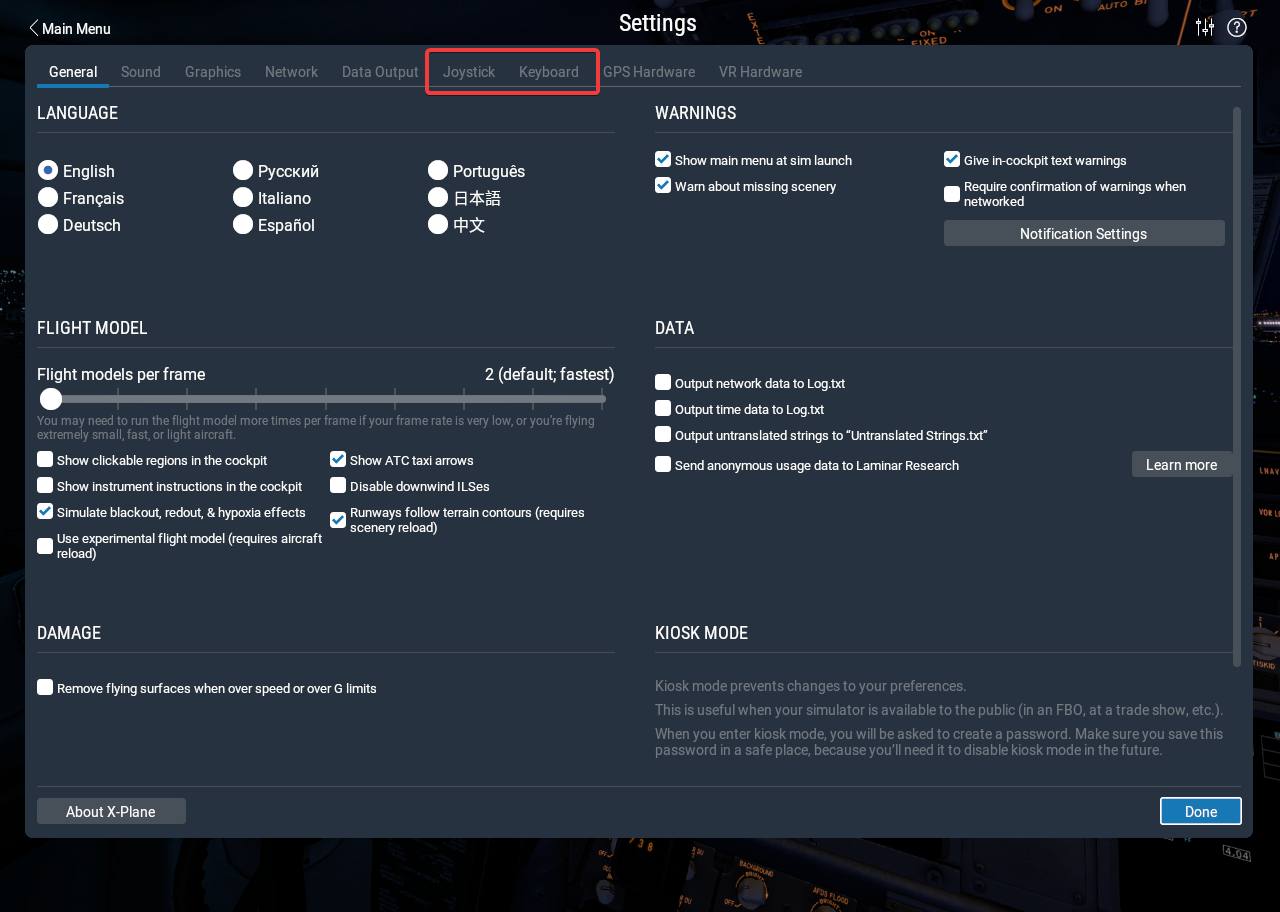 Main Menu
Settings
General Sound Graphics Network Data Output Joystick Keyboard GPS Hardware VR Hardware
LANGUAGE
English
Русский
Português
Français
Italiano
日本語
Deutsch
Español
中文
WARNINGS
Show main menu at sim launch
Give in-cockpit text warnings
Warn about missing scenery
Require confirmation of warnings when
networked
Notification Settings
FLIGHT MODEL
Flight models per frame
2 (default; fastest)
You may need to run the flight model more times per frame if your frame rate is very low, or you’re flying
extremely small, fast, or light aircraft.
Show clickable regions in the cockpit
Show ATC taxi arrows
Show instrument instructions in the cockpit
Disable downwind ILSes
Simulate blackout, redout, & hypoxia effects
Runways follow terrain contours (requires
scenery reload)
Use experimental flight model (requires aircraft
reload)
DATA
Output network data to Log.txt
Output time data to Log.txt
Output untranslated strings to “Untranslated Strings.txt”
Send anonymous usage data to Laminar Research
Learn more
DAMAGE
Remove flying surfaces when over speed or over G limits
KIOSK MODE
Kiosk mode prevents changes to your preferences.
This is useful when your simulator is available to the public (in an FBO, at a trade show, etc.).
When you enter kiosk mode, you will be asked to create a password. Make sure you save this
password in a safe place, because you’ll need it to disable kiosk mode in the future.
About X-Plane
Done
4.04
BACKGROUND
BRIGHT
OFF
AFDS FLOOD
BRIGHT